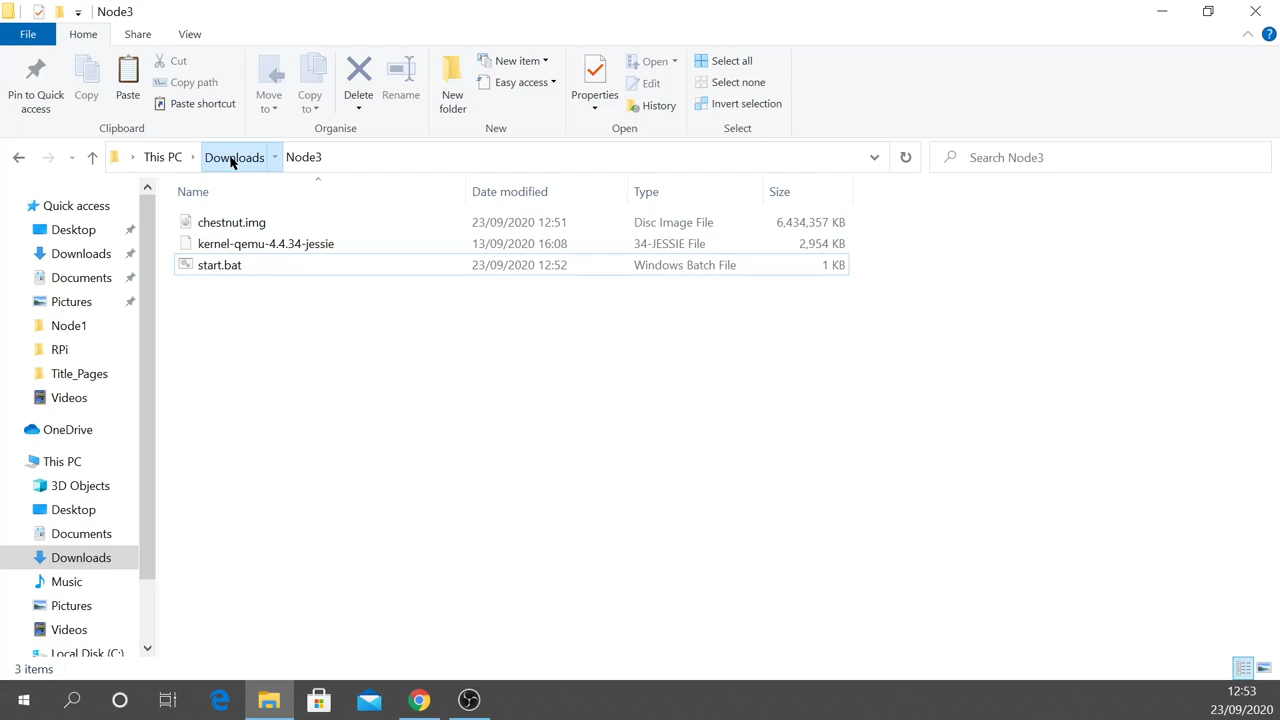 Node3
File Home Share View
Pin to Quick access
Copy
Paste
Cut
Copy path
Paste shortcut
Clipboard
Move to
Copy to
Delete
Rename
Organise
New folder
New item
Easy access
New
Properties
Open
Edit
History
Open
Select all
Select none
Invert selection
Select
This PC Downloads Node3
Search Node3
Name Date modified Type Size
chestnut.img 23/09/2020 12:51 Disc Image File 6,434,357 KB
kernel-qemu-4.4.34-jessie 13/09/2020 16:08 34-JESSIE File 2,954 KB
start.bat 23/09/2020 12:52 Windows Batch File 1 KB
Quick access
Desktop
Downloads
Documents
Pictures
Node1
RPi
Title_Pages
Videos
OneDrive
This PC
3D Objects
Desktop
Documents
Downloads
Music
Pictures
Videos
Local Disk (C:)
3 items
12:53
23/09/2020